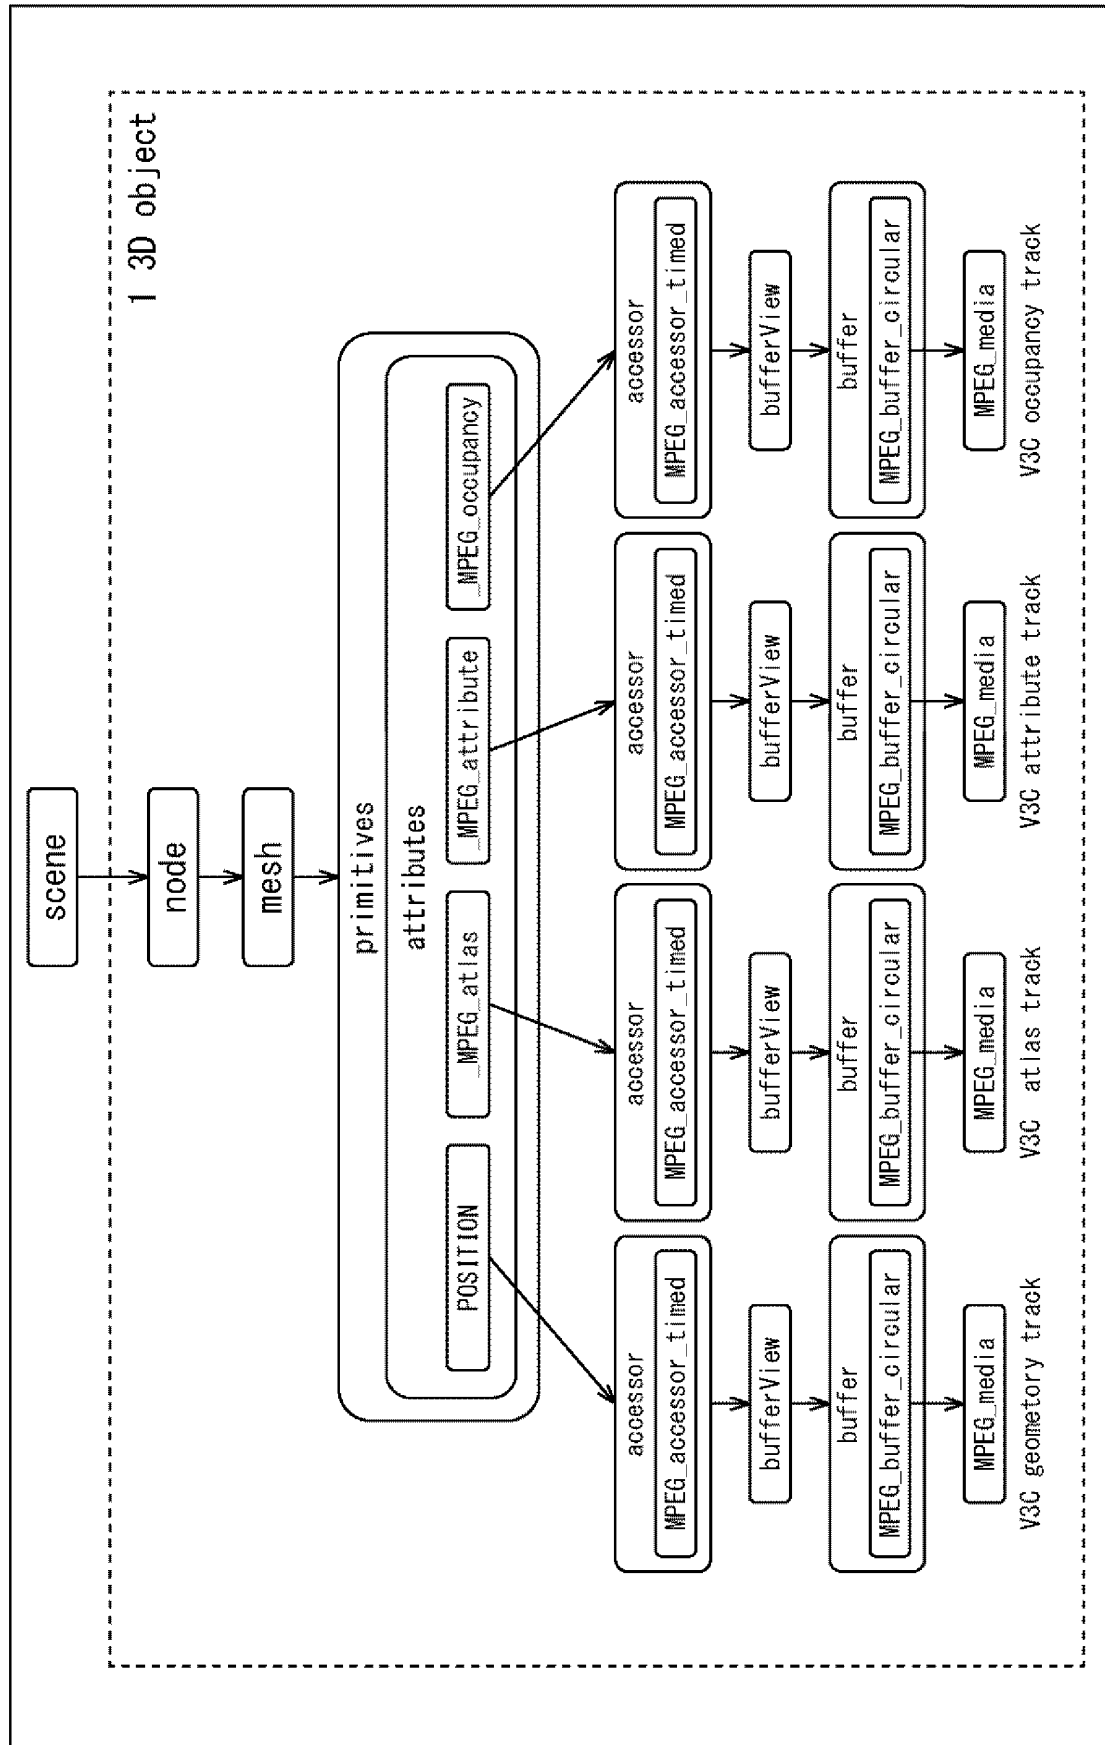 scene
1 3D object
node
mesh
primitives
attributes
POSITION
_MPEG_atlas
_MPEG_attribute
_MPEG_occupancy
accessor
MPEG_accessor_timed
accessor
MPEG_accessor_timed
accessor
MPEG_accessor_timed
accessor
MPEG_accessor_timed
bufferView
bufferView
bufferView
bufferView
buffer
MPEG_buffer_circular
buffer
MPEG_buffer_circular
buffer
MPEG_buffer_circular
buffer
MPEG_buffer_circular
MPEG_media
MPEG_media
MPEG_media
MPEG_media
V3C geometory track
V3C atlas track
V3C attribute track
V3C occupancy track